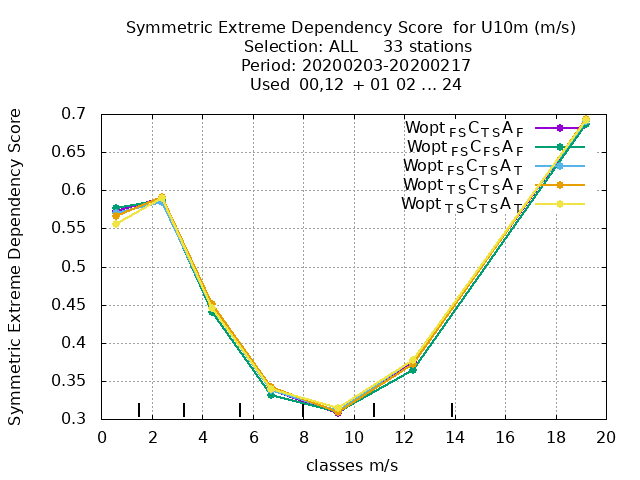 Symmetric Extreme Dependency Score  for U10m (m/s)
Selection: ALL     33 stations
Period: 20200203-20200217
Used  00,12  + 01 02 ... 24
Symmetric Extreme Dependency Score
0.7
0.65
0.6
0.55
0.5
0.45
0.4
0.35
0.3
Wopt FS C TS A F
Wopt FS C FS A F
Wopt FS C TS A T
Wopt TS C TS A F
Wopt TS C TS A T
0 2 4 6 8 10 12 14 16 18 20
classes m/s